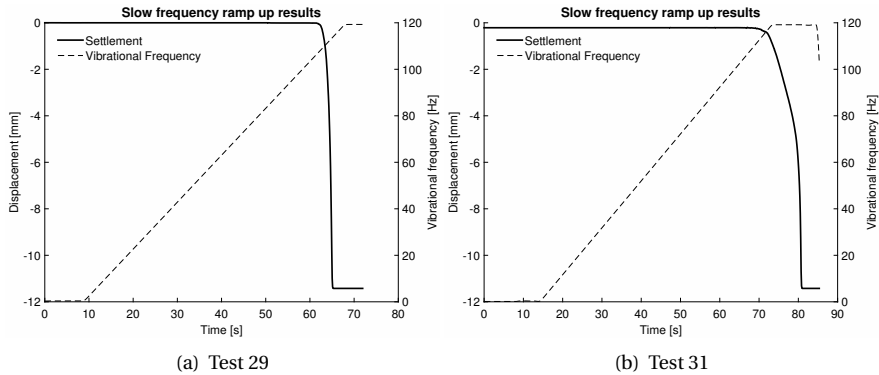 Slow frequency ramp up results
Settlement
Vibrational Frequency
Displacement [mm]
0
-2
-4
-6
-8
-10
-12
Vibrational frequency [Hz]
120
100
80
60
40
20
0
0 10 20 30 40 50 60 70 80
Time [s]
(a) Test 29
Slow frequency ramp up results
Settlement
Vibrational Frequency
Displacement [mm]
0
-2
-4
-6
-8
-10
-12
Vibrational frequency [Hz]
120
100
80
60
40
20
0
0 10 20 30 40 50 60 70 80 90
Time [s]
(b) Test 31